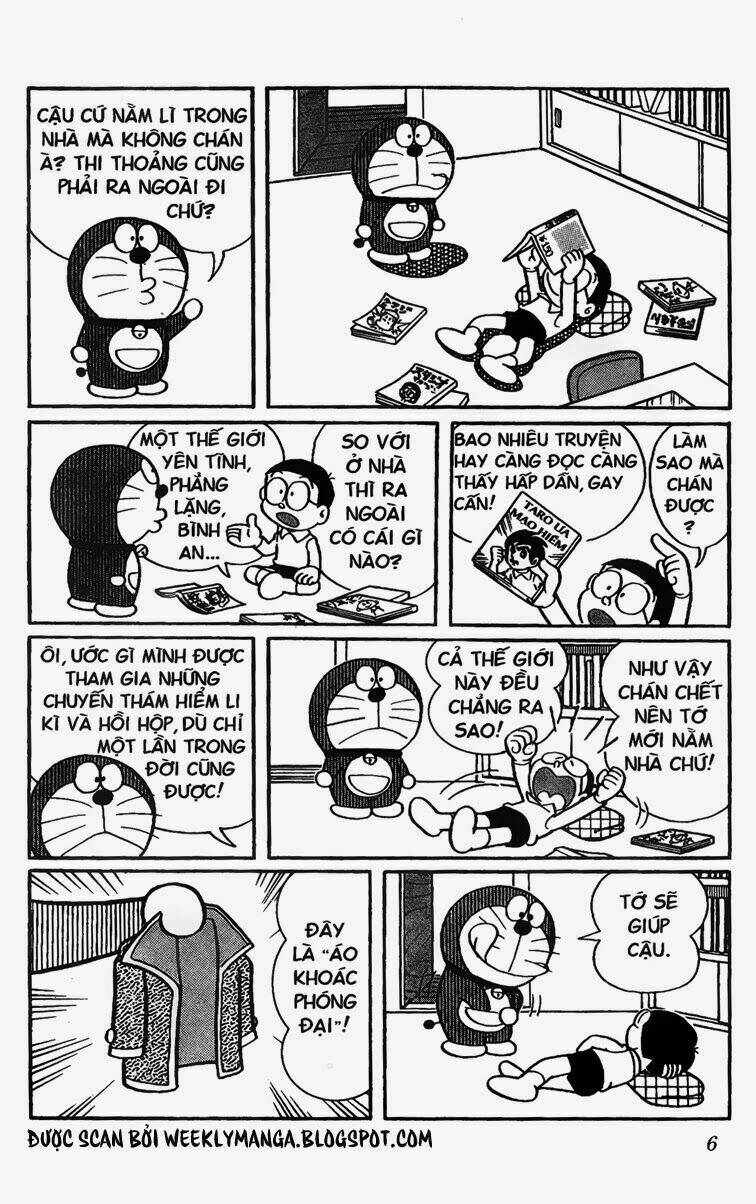 CẬU CỨ NẰM LÌ TRONG
NHÀ MÀ KHÔNG CHÁN
À? THI THOẢNG CŨNG
PHẢI RA NGOÀI ĐI
CHỨ?
LÀM
SAO MÀ
CHÁN
ĐƯỢC
?
BAO NHIÊU TRUYỆN
HAY CÀNG ĐỌC CÀNG
THẤY HẤP DẪN, GAY
CẤN!
TARO ƯA
MẠO HIỂM
SO VỚI
Ở NHÀ
THÌ RA
NGOÀI
CÓ CÁI GÌ
NÀO?
MỘT THẾ GIỚI
YÊN TĨNH,
PHẲNG
LẶNG,
BÌNH
AN...
NHƯ VẬY
CHÁN CHẾT
NÊN TỚ
MỚI NẰM
NHÀ CHỨ!
CẢ THẾ GIỚI
NÀY ĐỀU
CHẲNG RA
SAO!
ÔI, ƯỚC GÌ MÌNH ĐƯỢC
THAM GIA NHỮNG
CHUYẾN THÁM HIỂM LI
KÌ VÀ HỒI HỘP, DÙ CHỈ
MỘT LẦN TRONG
ĐỜI CŨNG
ĐƯỢC!
TỚ SẼ
GIÚP
CẬU.
ĐÂY
LÀ "ÁO
KHOÁC
PHÓNG
ĐẠI"!
ĐƯỢC SCAN BỞI WEEKLYMANGA.BLOGSPOT.COM
6